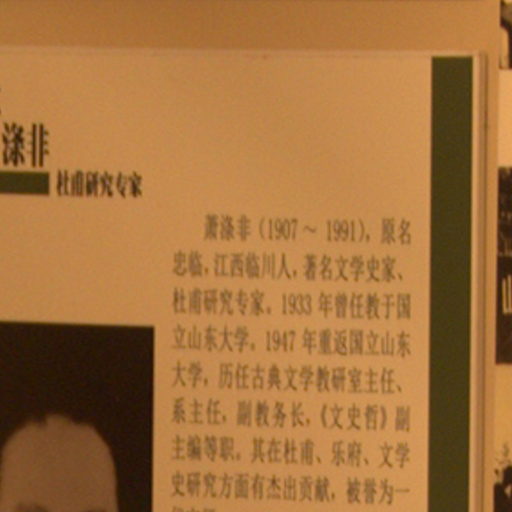 涤非
杜甫研究专家
萧涤非（1907～ 1991），原名
忠临，江西临川人，著名文学史家、
杜甫研究专家。1933 年曾任教于国
立山东大学。1947 年重返国立山东
大学，历任古典文学教研室主任、
系主任，副教务长，《文史哲》副
主编等职。其在杜甫、乐府、文学
史研究方面有杰出贡献，被誉为一